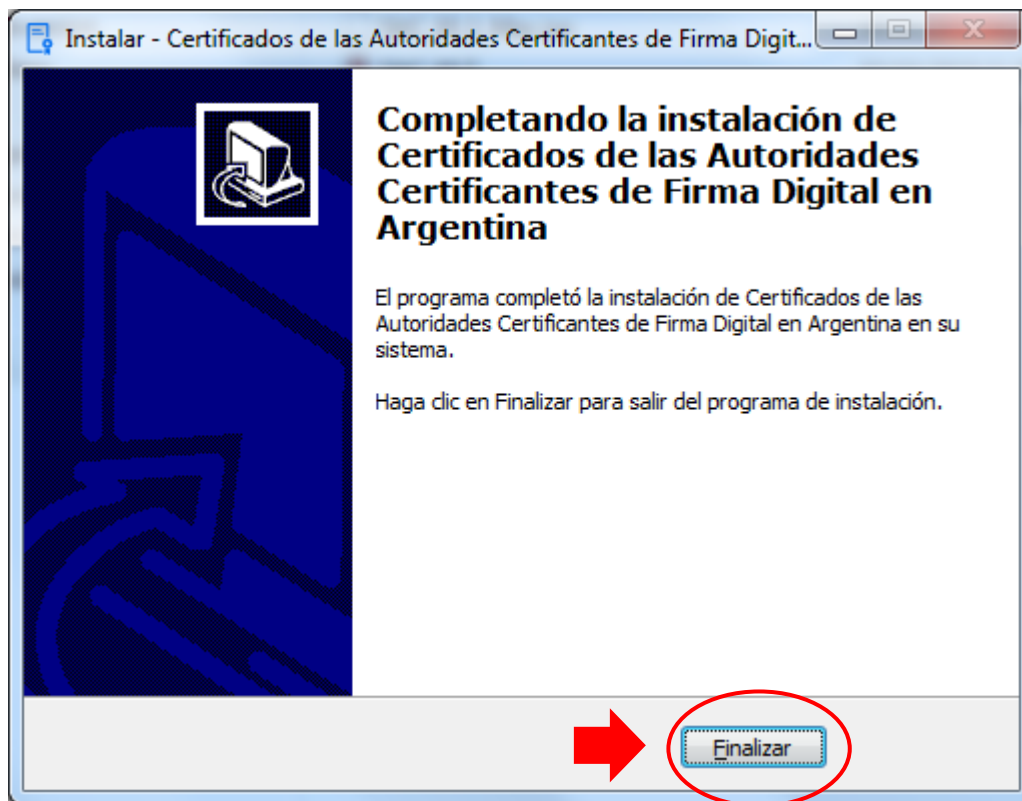 Instalar - Certificados de las Autoridades Certificantes de Firma Digit...
Completando la instalación de
Certificados de las Autoridades
Certificantes de Firma Digital en
Argentina
El programa completó la instalación de Certificados de las
Autoridades Certificantes de Firma Digital en Argentina en su
sistema.
Haga clic en Finalizar para salir del programa de instalación.
Finalizar